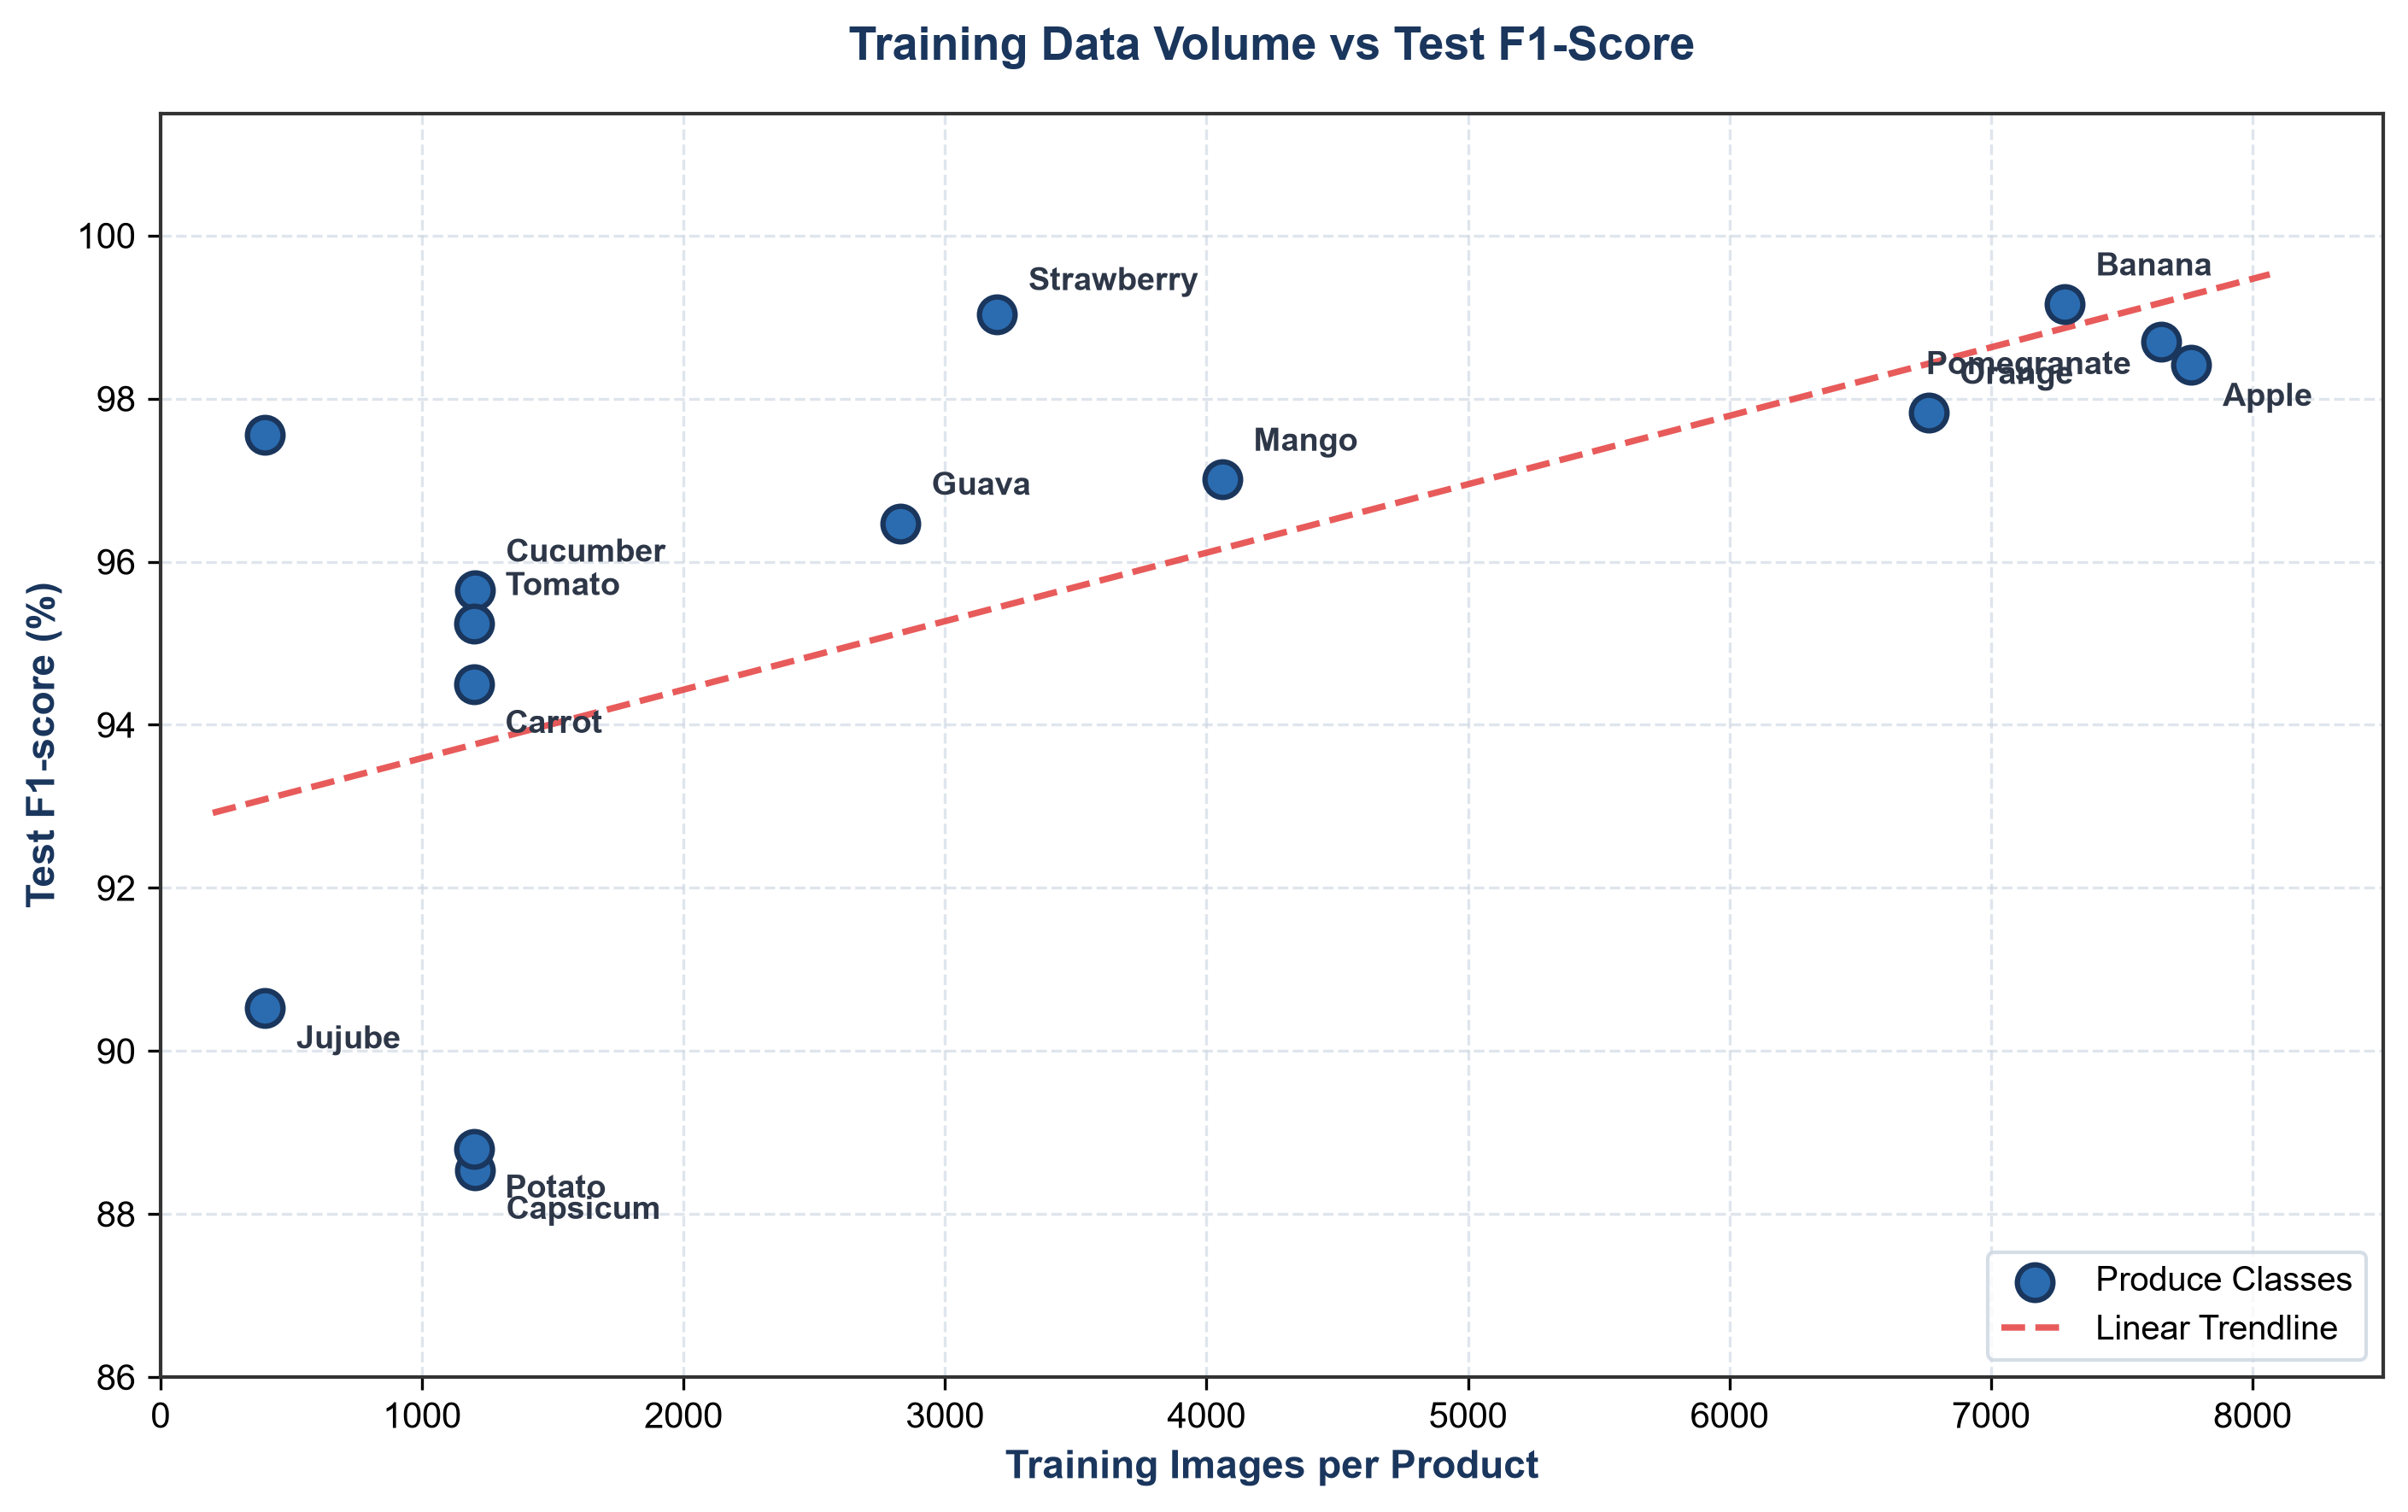 Training Data Volume vs Test F1-Score
Test F1-score (%)
100
98
96
94
92
90
88
86
Strawberry
Banana
Pomegranate
Orange
Apple
Mango
Guava
Cucumber
Tomato
Carrot
Jujube
Potato
Capsicum
Produce Classes
Linear Trendline
0 1000 2000 3000 4000 5000 6000 7000 8000
Training Images per Product